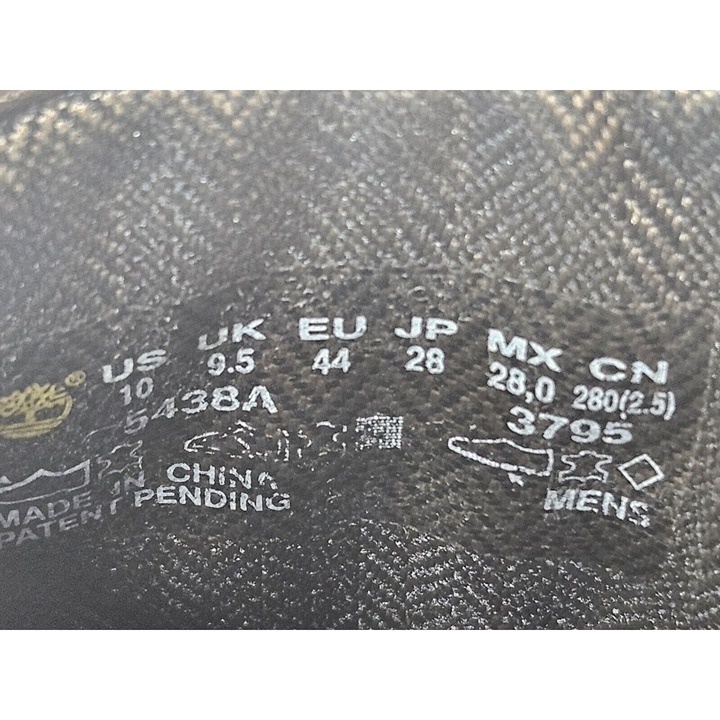 US UK EU JP MX CN
10 9.5 44 28 28,0 280(2.5)
5438A 3795
MADE IN CHINA
PATENT PENDING
MENS